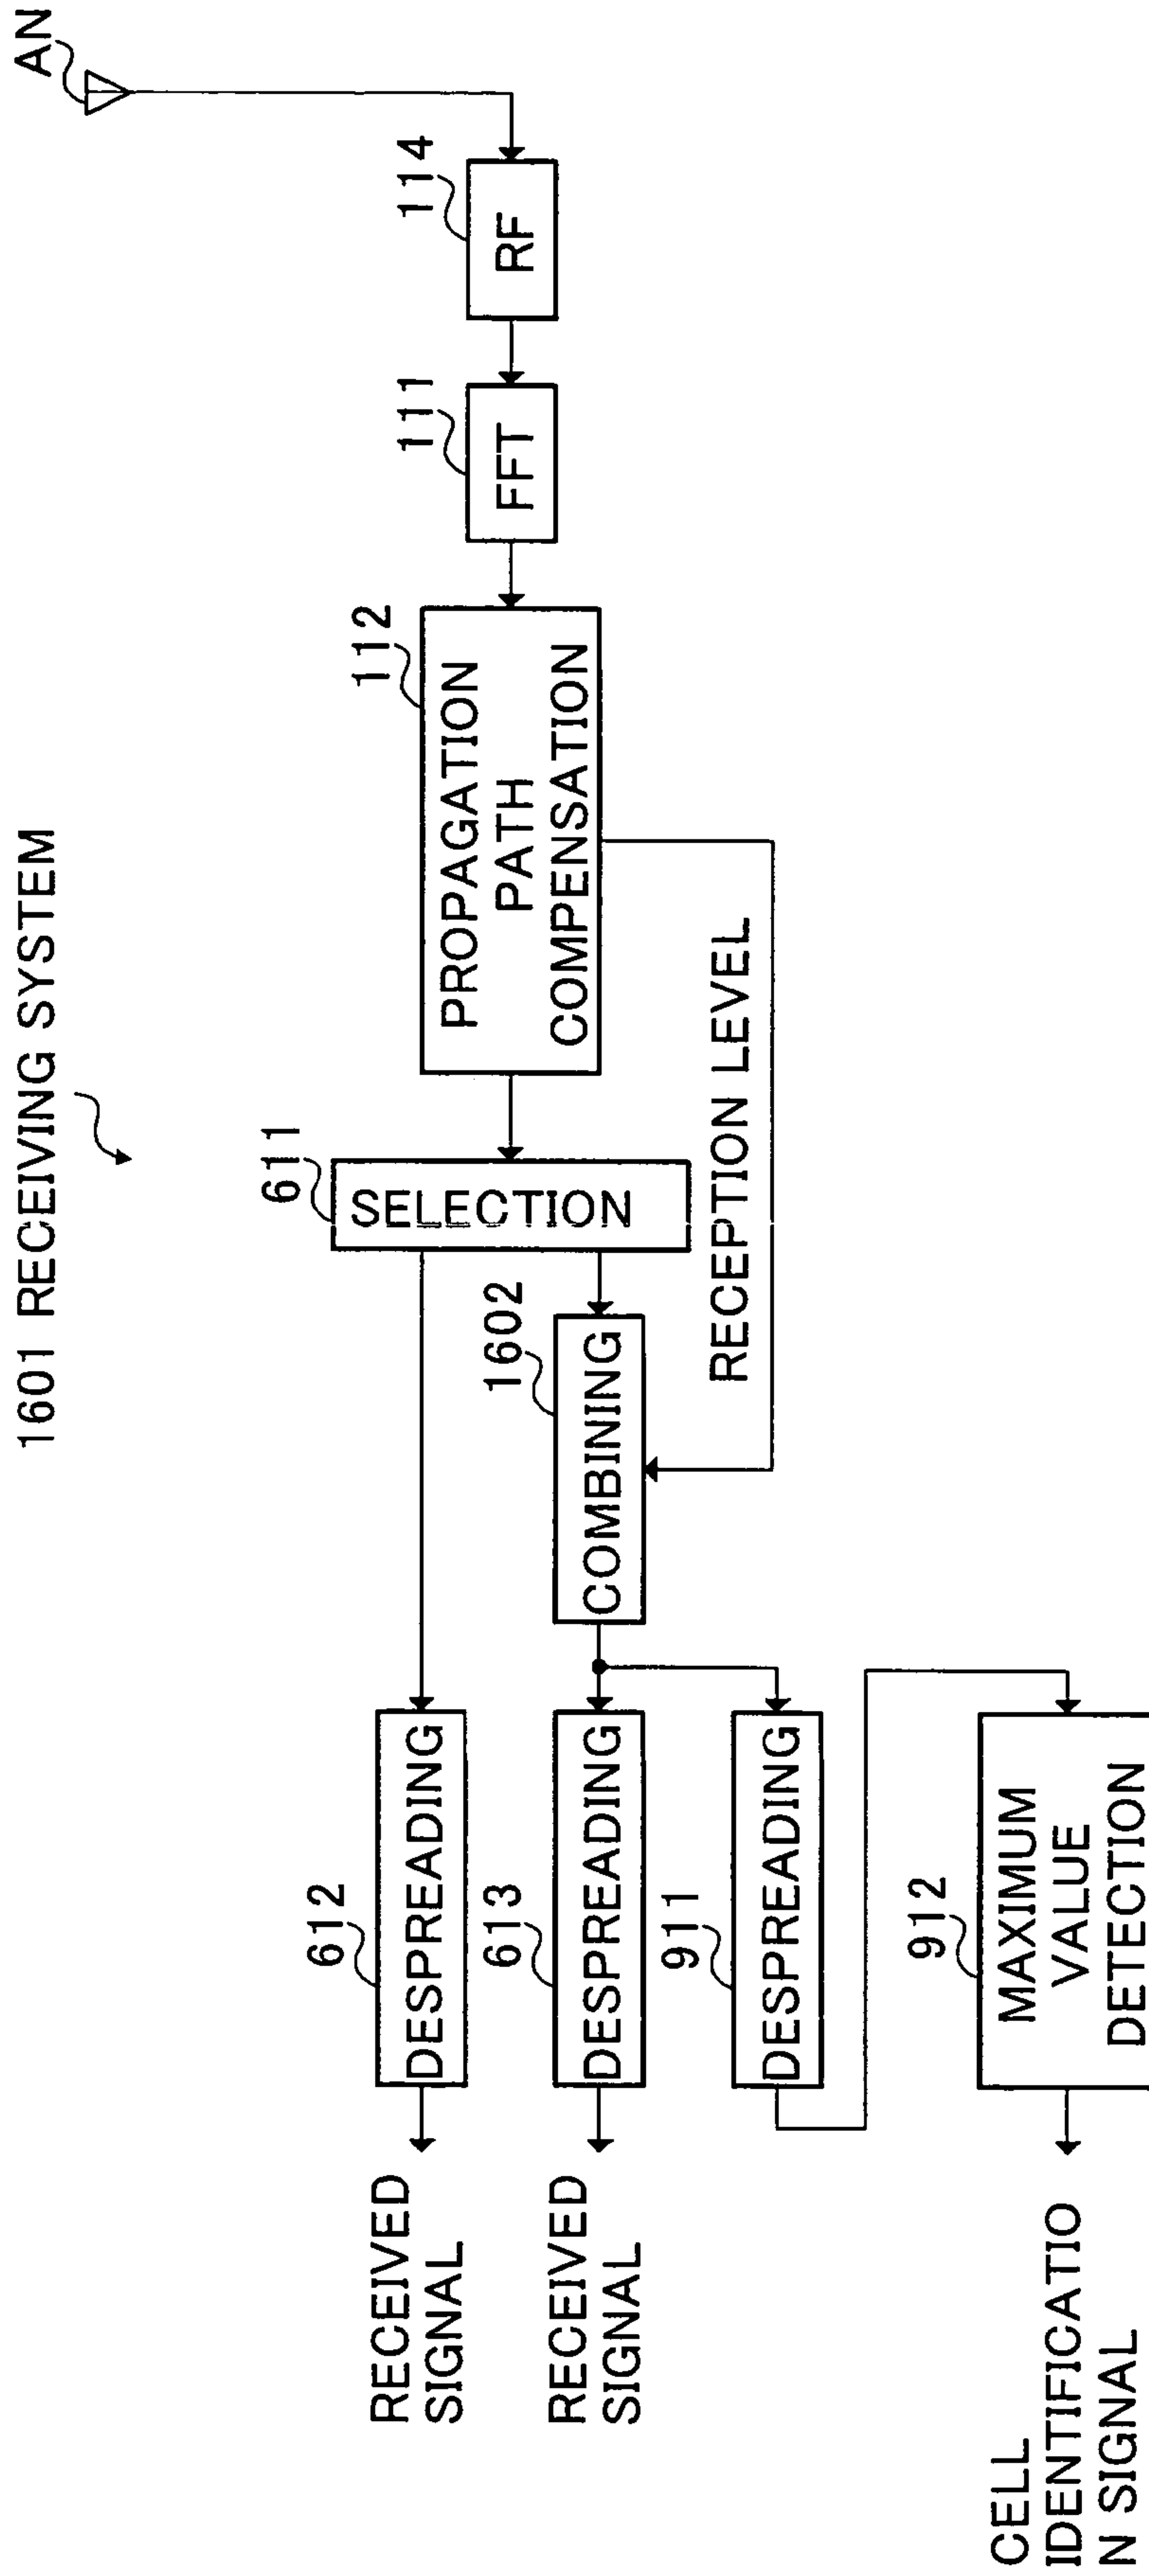 1601 RECEIVING SYSTEM
AN
114
RF
111
FFT
112
PROPAGATION
PATH
COMPENSATION
RECEPTION LEVEL
611
SELECTION
1602
COMBINING
612
DESPREADING
RECEIVED
SIGNAL
613
DESPREADING
RECEIVED
SIGNAL
911
DESPREADING
912
MAXIMUM
VALUE
DETECTION
CELL
IDENTIFICATIO
N SIGNAL